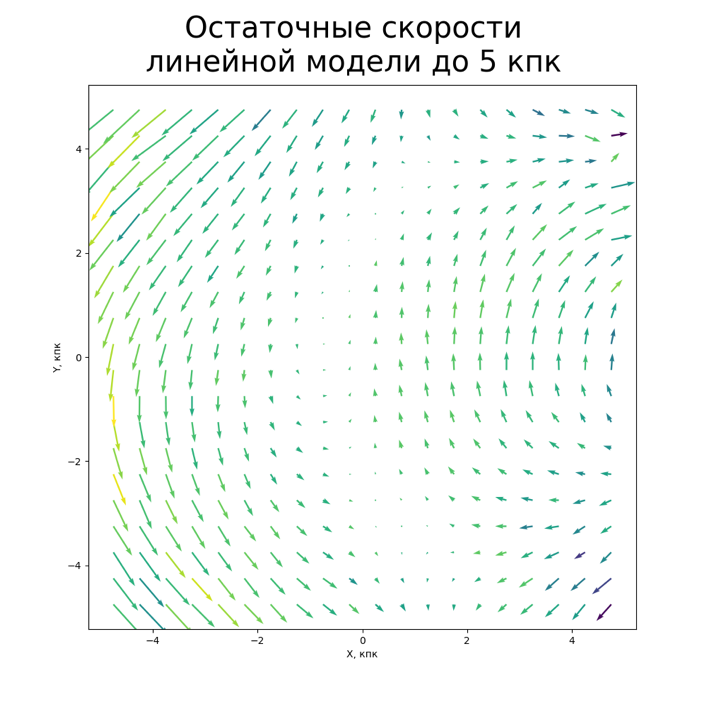 Остаточные скорости
линейной модели до 5 кпк
4
2
0
−2
−4
Y, кпк
−4 −2 0 2 4
X, кпк